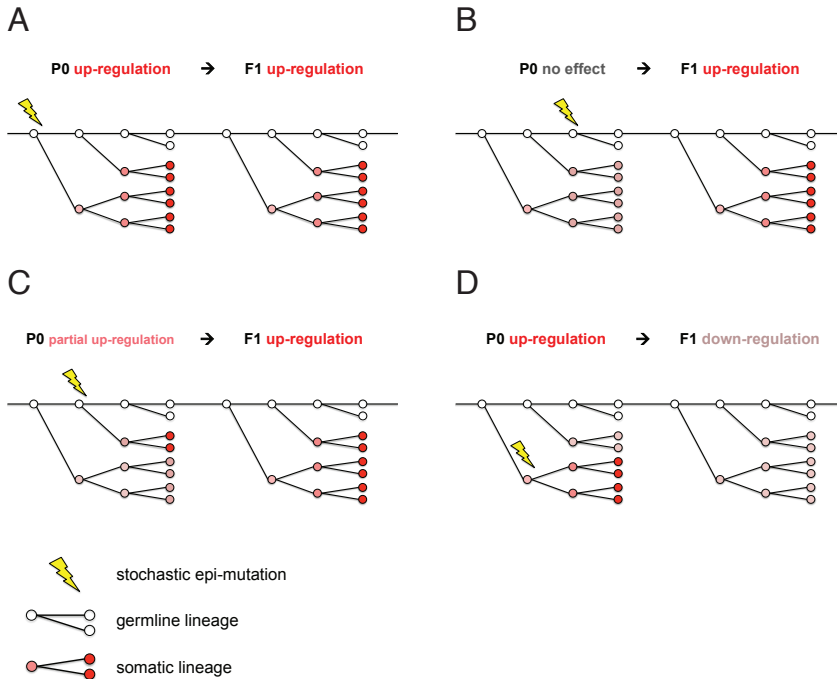 A
P0 up-regulation → F1 up-regulation
B
P0 no effect → F1 up-regulation
C
P0 partial up-regulation → F1 up-regulation
D
P0 up-regulation → F1 down-regulation
stochastic epi-mutation
germline lineage
somatic lineage